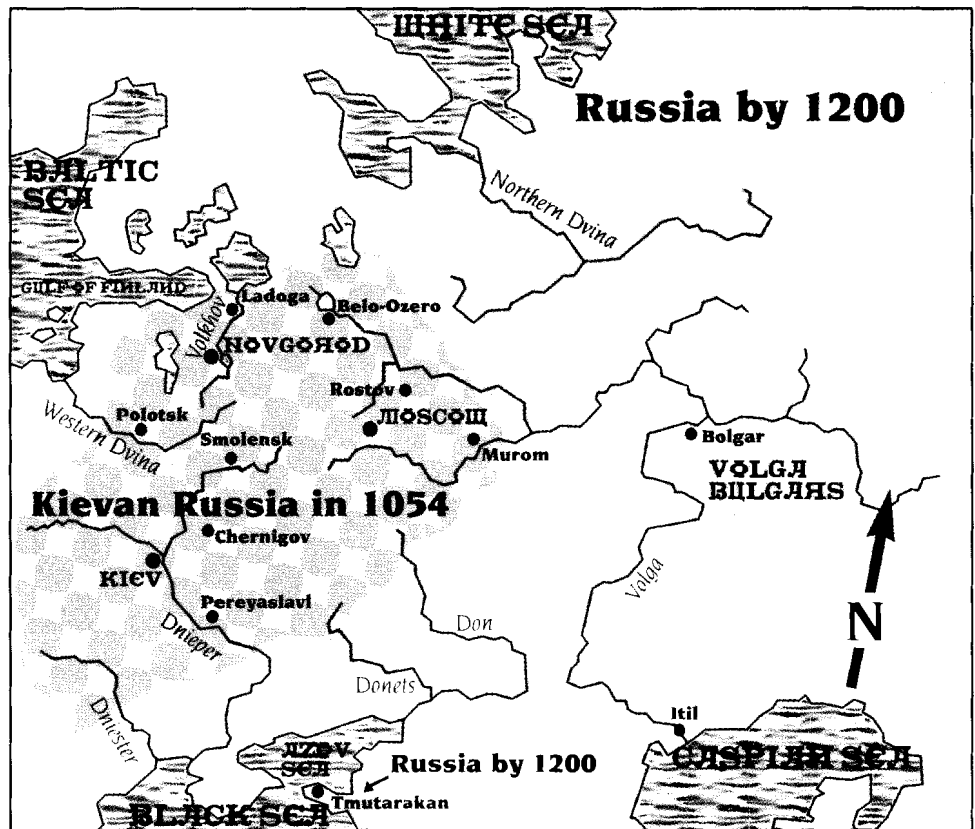 WHITE SEA
Russia by 1200
BALTIC
SEA
Northern Dvina
GULF OF FINLAND
Volkhov
Ladoga
Belo-Ozero
NOVGOROD
Rostov
MOSCOW
Polotsk
Western Dvina
Smolensk
Murom
Bolgar
VOLGA
BULGARS
Kievan Russia in 1054
Chernigov
KIEV
Pereyaslavl
Dnieper
Volga
N
Don
Donets
Dniester
Itil
AZOV
SEA
CASPIAN SEA
Russia by 1200
Tmutarakan
BLACK SEA